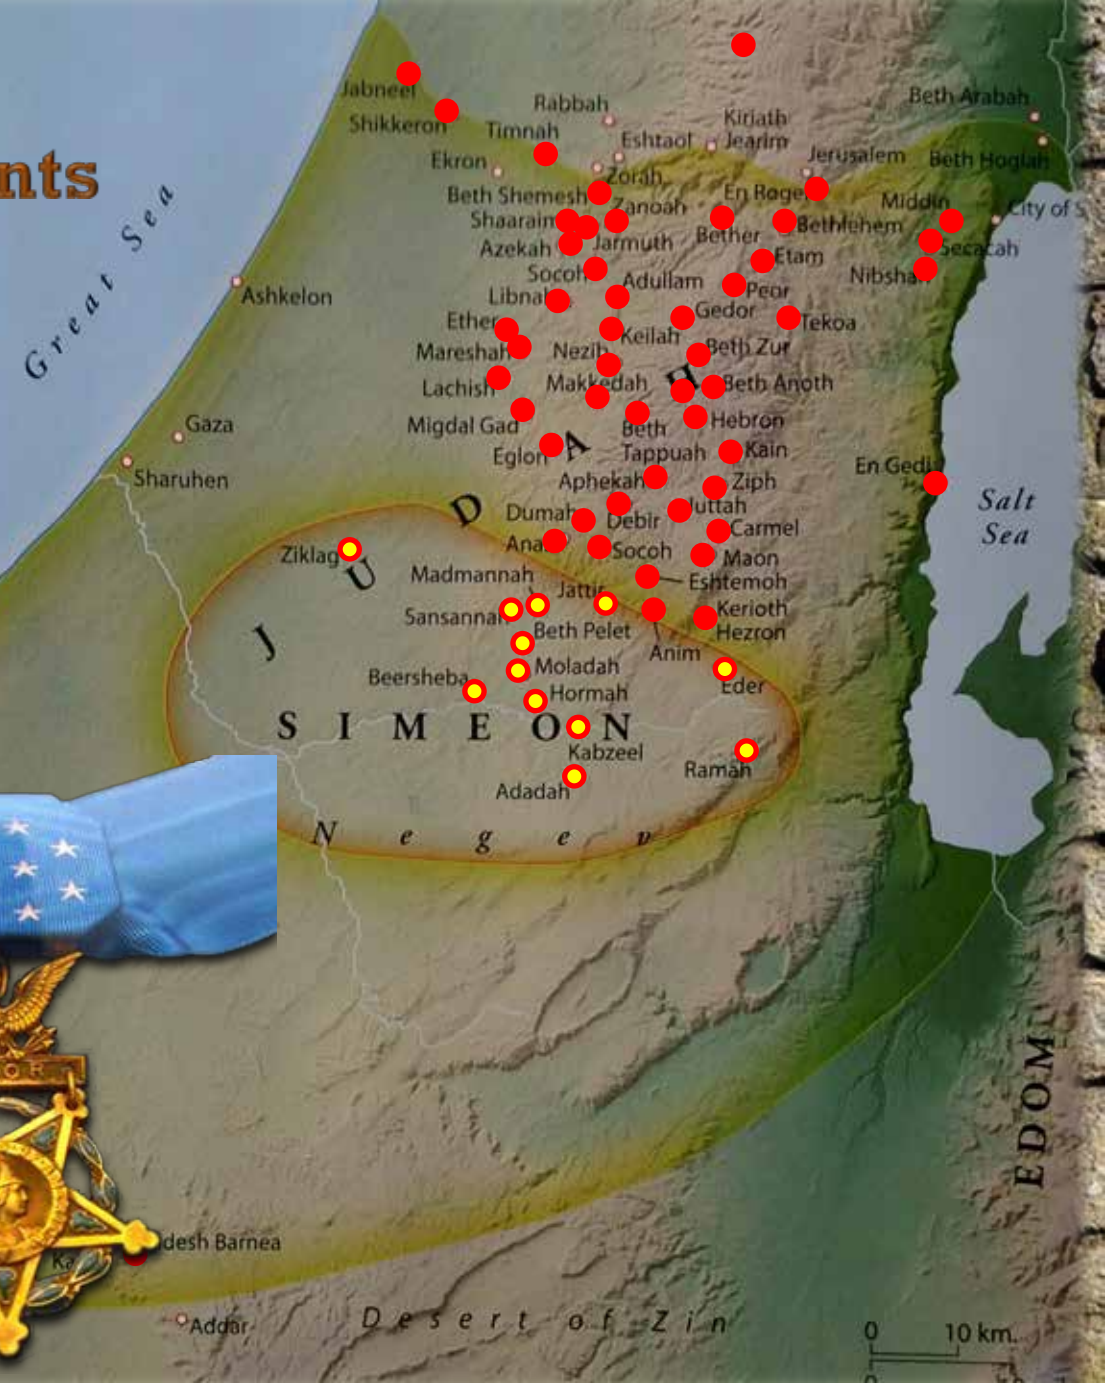 nts
Great Sea
Jabneel
Shikkeron
Timnah
Rabbah
Eshtaol
Kiriath
Jearim
Beth Arabah
Ekron
Zorah
Jerusalem
Beth Hoglah
Beth Shemesh
Zanoah
En Rogel
Middin
City of S
Shaaraim
Jarmuth
Bether
Bethlehem
Secacah
Azekah
Etam
Nibshan
Socoh
Adullam
Peor
Ashkelon
Libnah
Gedor
Tekoa
Ether
Keilah
Mareshah
Nezib
Beth Zur
Lachish
Makkedah
Beth Anoth
Gaza
Migdal Gad
Beth
Tappuah
Hebron
Sharuhen
Eglon
Kain
En Gedi
Aphekah
Ziph
Salt
Sea
Dumah
Debir
Juttah
Carmel
Anab
Socoh
Maon
Ziklag
Madmannah
Jattir
Eshtemoh
JUDAH
Sansannah
Beth Pelet
Kerioth
Hezron
Anim
Beersheba
Moladah
Eder
Hormah
SIMEON
Kabzeel
Ramah
Adadah
Negev
OR
EDOM
Ka
desh Barnea
Addar
Desert of Zin
0 10 km.
0